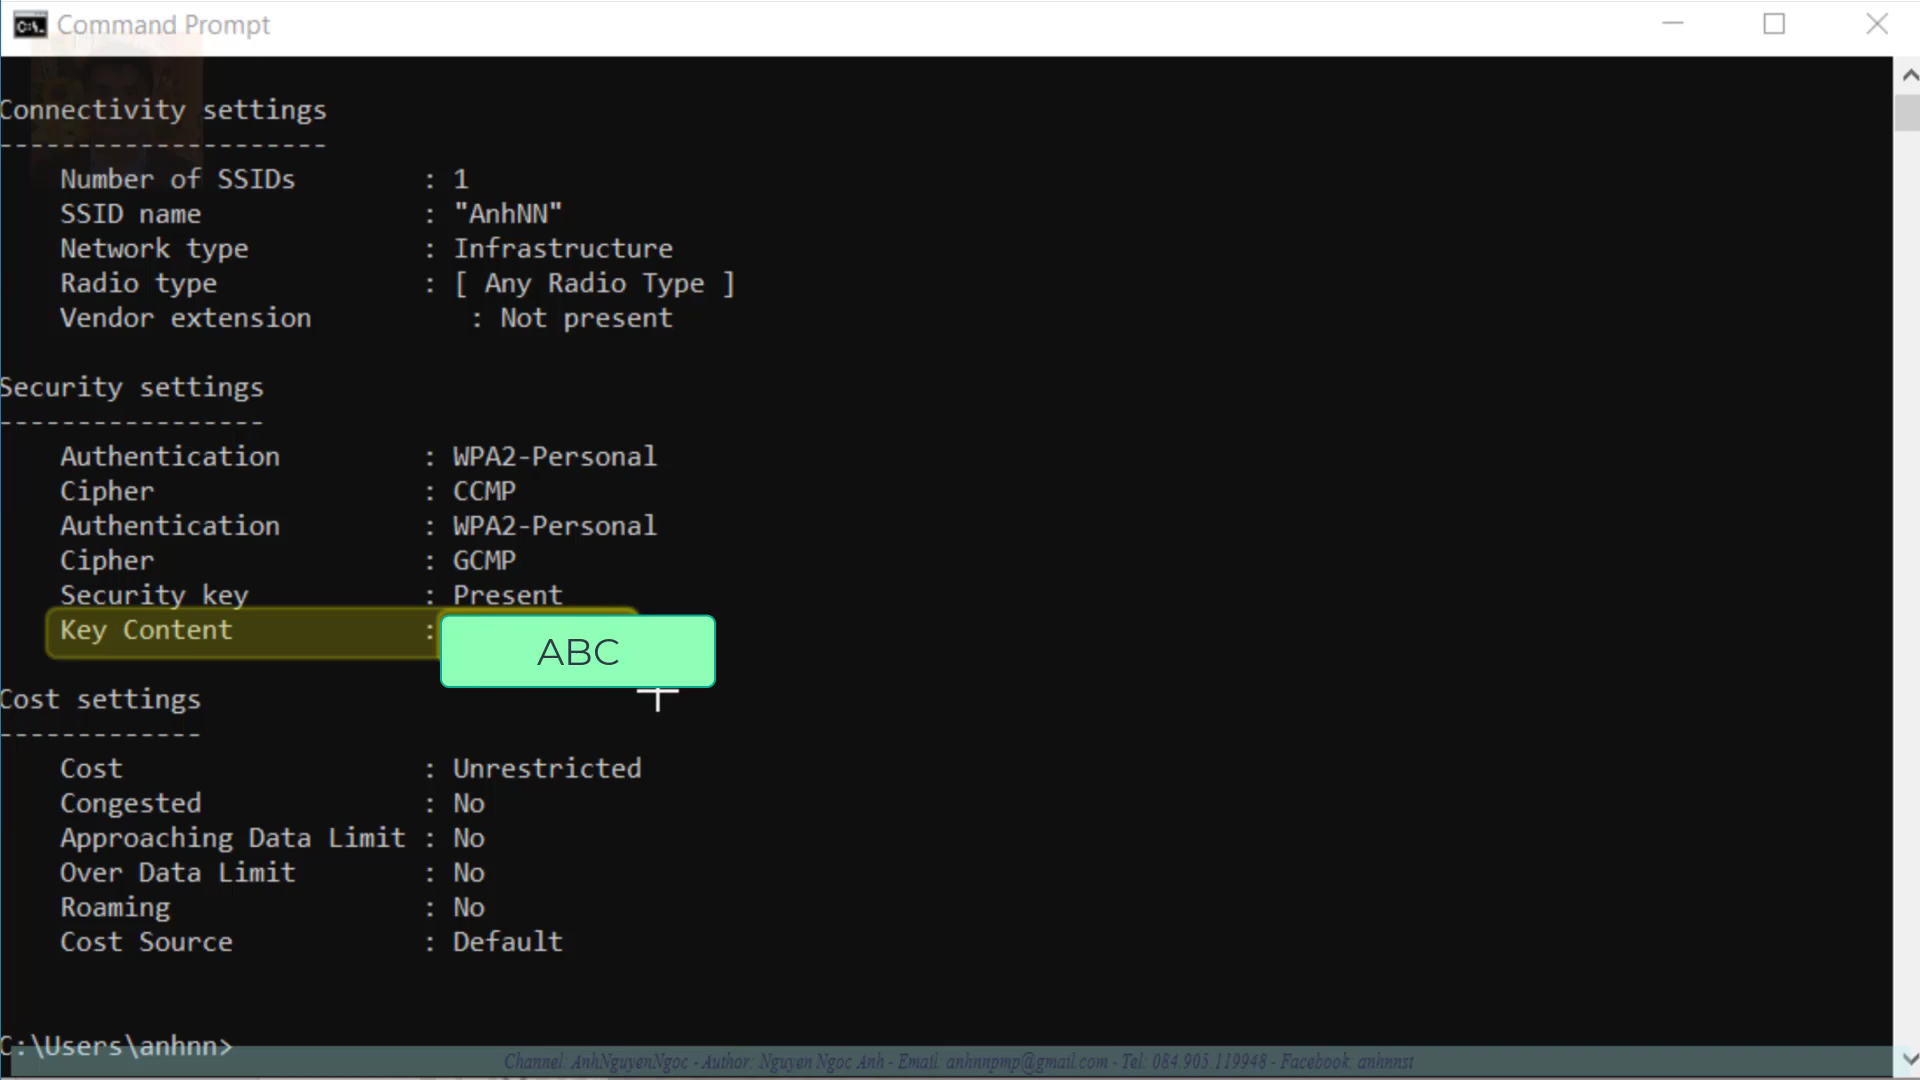 Command Prompt
Connectivity settings
---------------------
Number of SSIDs : 1
SSID name : "AnhNN"
Network type : Infrastructure
Radio type : [ Any Radio Type ]
Vendor extension : Not present
Security settings
-----------------
Authentication : WPA2-Personal
Cipher : CCMP
Authentication : WPA2-Personal
Cipher : GCMP
Security key : Present
Key Content : ABC
Cost settings
-------------
Cost : Unrestricted
Congested : No
Approaching Data Limit : No
Over Data Limit : No
Roaming : No
Cost Source : Default
C:\Users\anhnn>
Channel: AnhNguyenNgoc - Author: Nguyen Ngoc Anh - Email: anhnnpmp@gmail.com - Tel: 084.905.119948 - Facebook: anhnnst